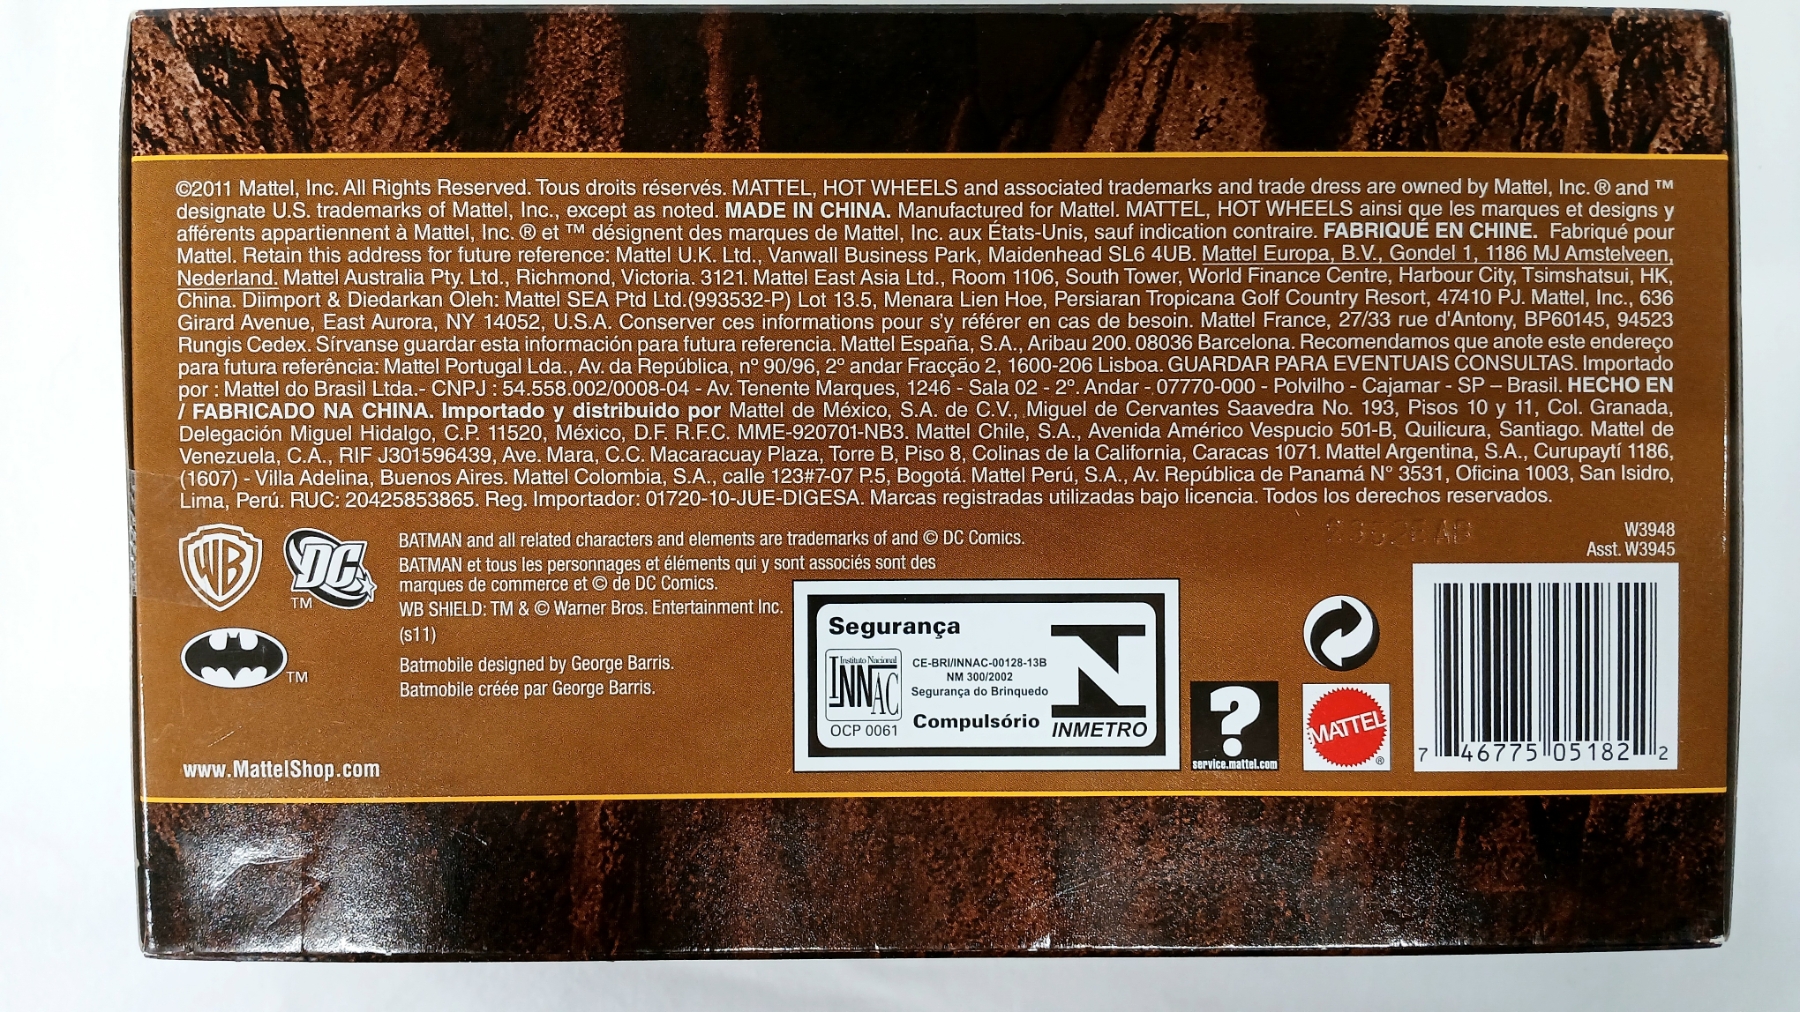 ©2011 Mattel, Inc. All Rights Reserved. Tous droits réservés. MATTEL, HOT WHEELS and associated trademarks and trade dress are owned by Mattel, Inc. ® and ™
designate U.S. trademarks of Mattel, Inc., except as noted. MADE IN CHINA. Manufactured for Mattel. MATTEL, HOT WHEELS ainsi que les marques et designs y
afférents appartiennent à Mattel, Inc. ® et ™ désignent des marques de Mattel, Inc. aux États-Unis, sauf indication contraire. FABRIQUÉ EN CHINE. Fabriqué pour
Mattel. Retain this address for future reference: Mattel U.K. Ltd., Vanwall Business Park, Maidenhead SL6 4UB. Mattel Europa, B.V., Gondel 1, 1186 MJ Amstelveen,
Nederland. Mattel Australia Pty. Ltd., Richmond, Victoria. 3121. Mattel East Asia Ltd., Room 1106, South Tower, World Finance Centre, Harbour City, Tsimshatsui, HK,
China. Diimport & Diedarkan Oleh: Mattel SEA Ptd Ltd.(993532-P) Lot 13.5, Menara Lien Hoe, Persiaran Tropicana Golf Country Resort, 47410 PJ. Mattel, Inc., 636
Girard Avenue, East Aurora, NY 14052, U.S.A. Conserver ces informations pour s'y référer en cas de besoin. Mattel France, 27/33 rue d'Antony, BP60145, 94523
Rungis Cedex. Sírvanse guardar esta información para futura referencia. Mattel España, S.A., Aribau 200. 08036 Barcelona. Recomendamos que anote este endereço
para futura referência: Mattel Portugal Lda., Av. da República, nº 90/96, 2º andar Fracção 2, 1600-206 Lisboa. GUARDAR PARA EVENTUAIS CONSULTAS. Importado
por : Mattel do Brasil Ltda.- CNPJ : 54.558.002/0008-04 - Av. Tenente Marques, 1246 - Sala 02 - 2º. Andar - 07770-000 - Polvilho - Cajamar - SP – Brasil. HECHO EN
/ FABRICADO NA CHINA. Importado y distribuido por Mattel de México, S.A. de C.V., Miguel de Cervantes Saavedra No. 193, Pisos 10 y 11, Col. Granada,
Delegación Miguel Hidalgo, C.P. 11520, México, D.F. R.F.C. MME-920701-NB3. Mattel Chile, S.A., Avenida Américo Vespucio 501-B, Quilicura, Santiago. Mattel de
Venezuela, C.A., RIF J301596439, Ave. Mara, C.C. Macaracuay Plaza, Torre B, Piso 8, Colinas de la California, Caracas 1071. Mattel Argentina, S.A., Curupaytí 1186,
(1607) - Villa Adelina, Buenos Aires. Mattel Colombia, S.A., calle 123#7-07 P.5, Bogotá. Mattel Perú, S.A., Av. República de Panamá N° 3531, Oficina 1003, San Isidro,
Lima, Perú. RUC: 20425853865. Reg. Importador: 01720-10-JUE-DIGESA. Marcas registradas utilizadas bajo licencia. Todos los derechos reservados.
WB
DC
TM
TM
BATMAN and all related characters and elements are trademarks of and © DC Comics.
BATMAN et tous les personnages et éléments qui y sont associés sont des
marques de commerce et © de DC Comics.
WB SHIELD: TM & © Warner Bros. Entertainment Inc.
(s11)
Batmobile designed by George Barris.
Batmobile créée par George Barris.
www.MattelShop.com
Segurança
Instituto Nacional
INNAC
OCP 0061
CE-BRI/INNAC-00128-13B
NM 300/2002
Segurança do Brinquedo
Compulsório
INMETRO
?
service.mattel.com
MATTEL
®
W3948
Asst. W3945
7 46775 05182 2